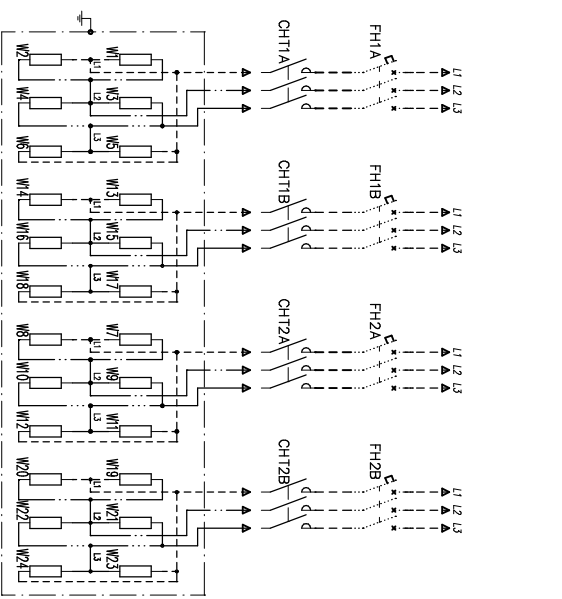 FH1A
L1
L2
L3
CHT1A
W2
W1
L1
W4
L2
W3
L3
W6
W5
FH1B
L1
L2
L3
CHT1B
W14
W13
L1
W16
L2
W15
L3
W18
W17
FH2A
L1
L2
L3
CHT2A
W8
W7
L1
W10
L2
W9
L3
W12
W11
FH2B
L1
L2
L3
CHT2B
W20
W19
L1
W22
L2
W21
L3
W24
W23